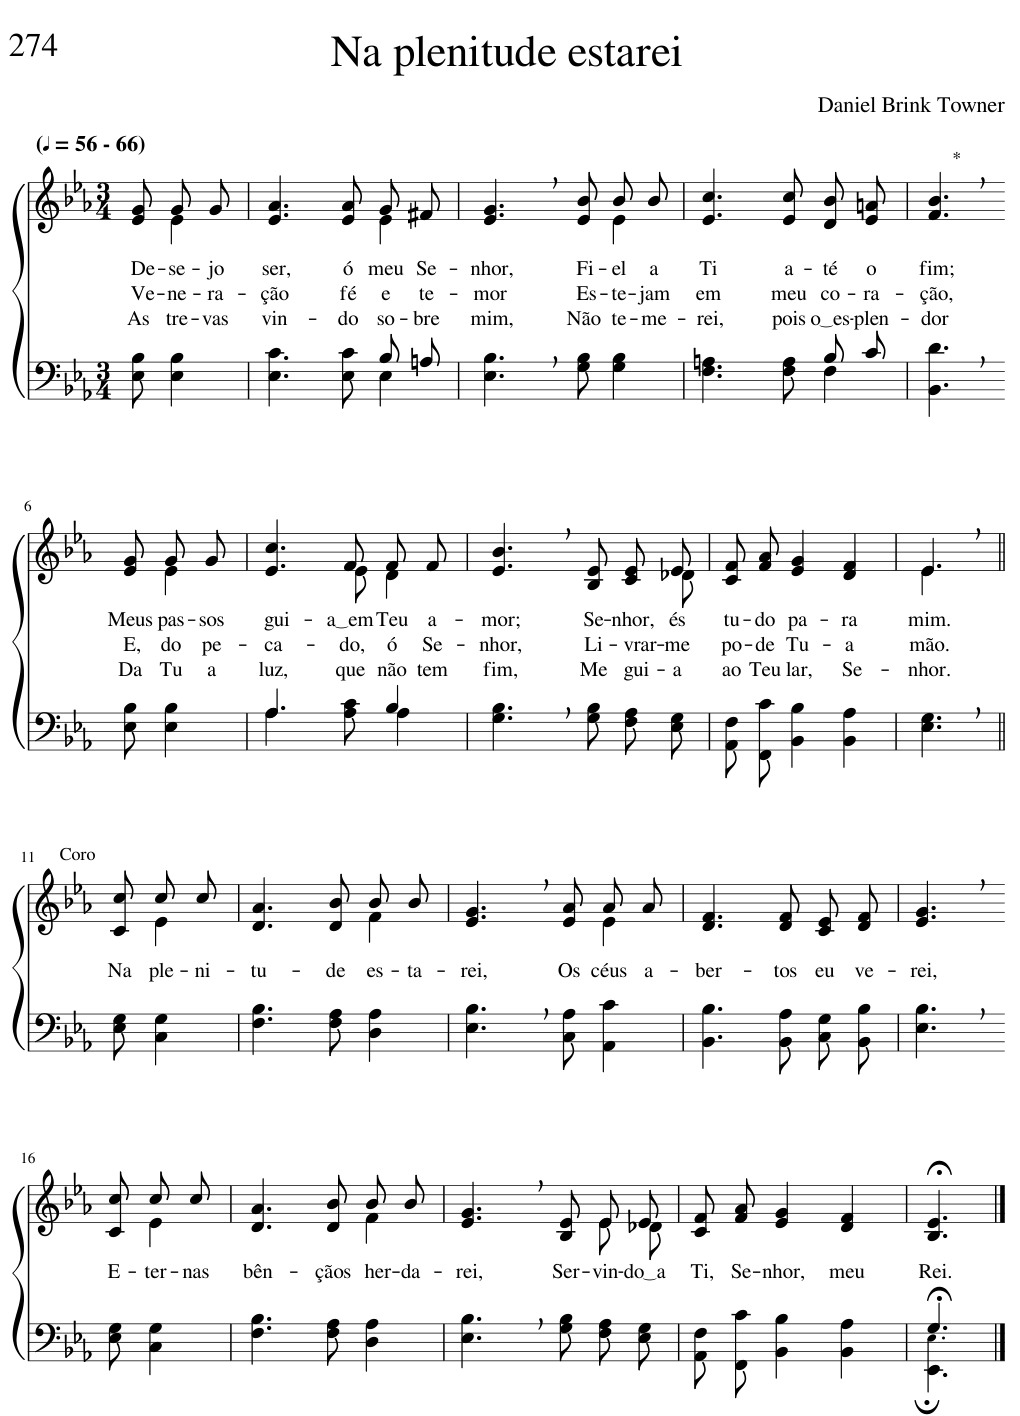 274
Na plenitude estarei
Daniel Brink Towner
(♩ = 56 - 66)
*
De - se - jo ser, ó meu Se - nhor, Fi - el a Ti a - té o fim;
Ve - ne - ra - ção fé e te - mor Es - te - jam em meu co - ra - ção,
As tre - vas vin - do so - bre mim, Não te - me - rei, pois o‿es - plen - dor
6
Meus pas - sos gui - a‿em Teu a - mor; Se - nhor, és tu - do pa - ra mim.
E, do pe - ca - do, ó Se - nhor, Li - vrar - me po - de Tu - a mão.
Da Tu a luz, que não tem fim, Me gui - a ao Teu lar, Se - nhor.
11 Coro
Na ple - ni - tu - de es - ta - rei, Os céus a - ber - tos eu ve - rei,
16
E - ter - nas bên - çãos her - da - rei, Ser - vin - do‿a Ti, Se - nhor, meu Rei.